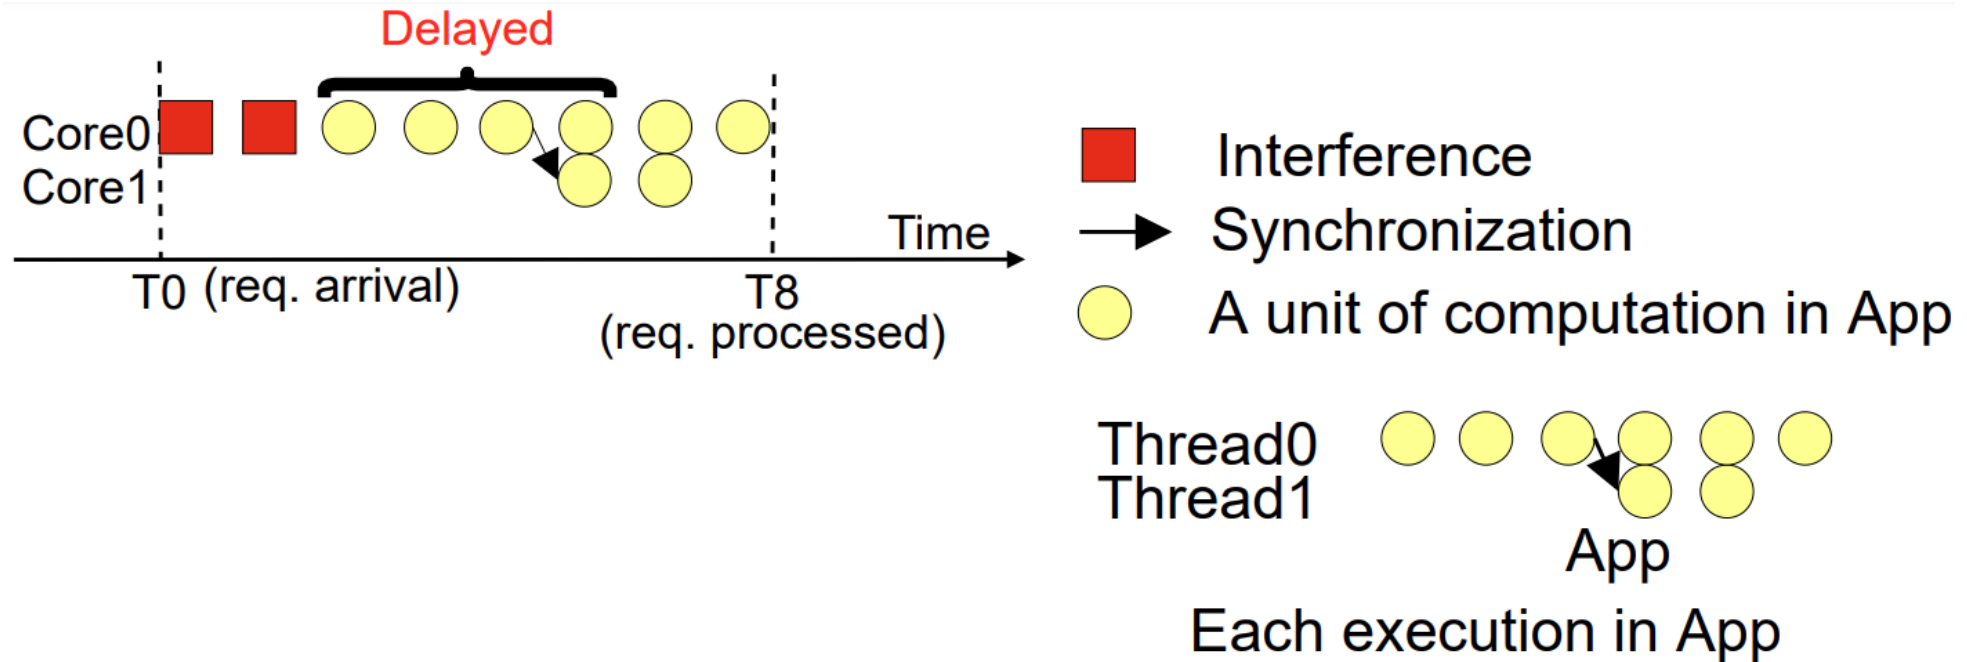 Delayed
Core0
Core1
Time
T0 (req. arrival)
T8
(req. processed)
Interference
Synchronization
A unit of computation in App
Thread0
Thread1
App
Each execution in App